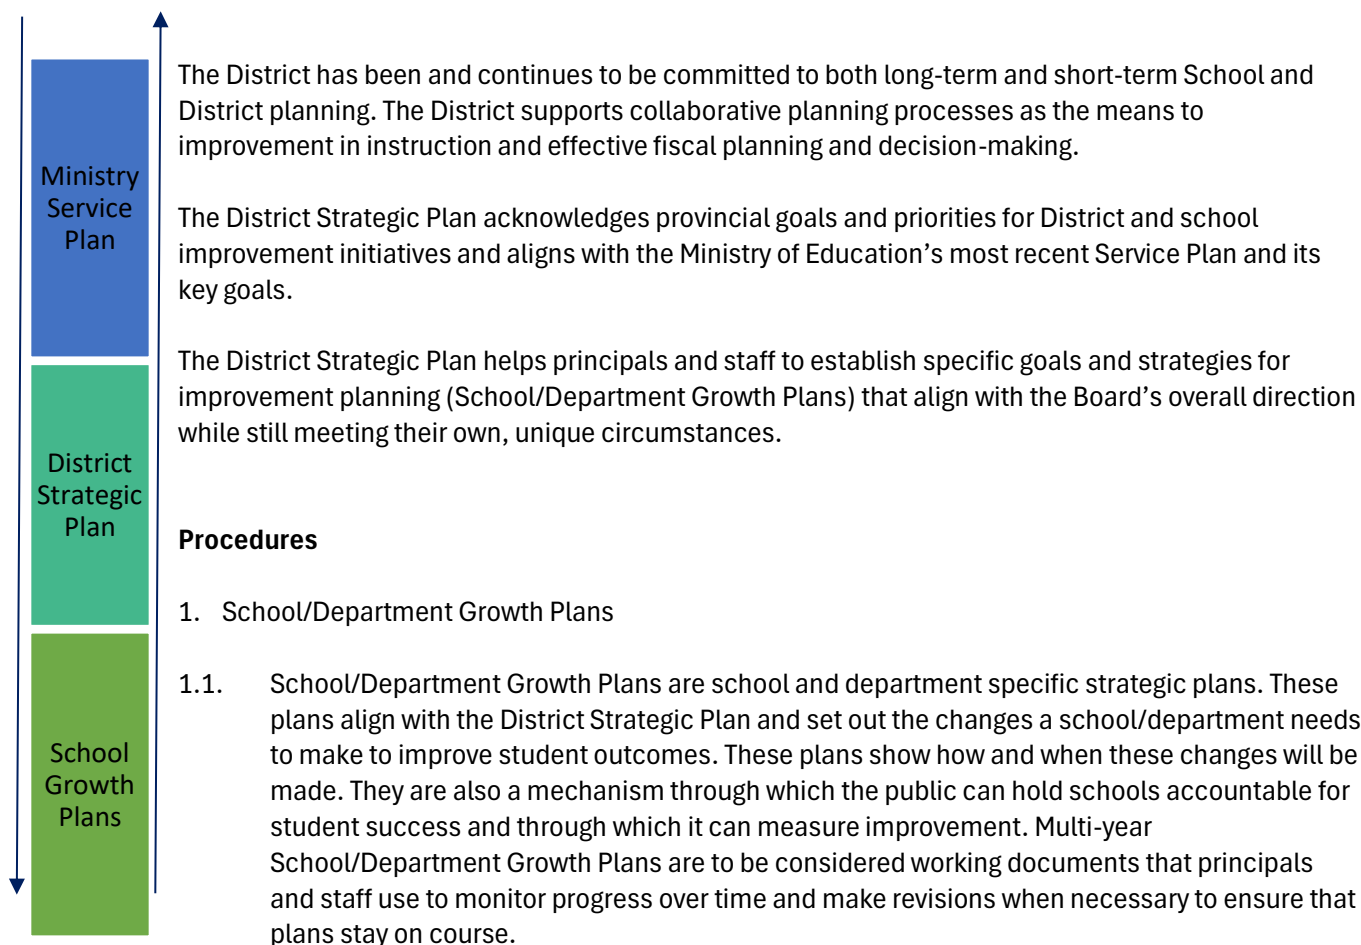 Ministry
Service
Plan
District
Strategic
Plan
School
Growth
Plans
The District has been and continues to be committed to both long-term and short-term School and
District planning. The District supports collaborative planning processes as the means to
improvement in instruction and effective fiscal planning and decision-making.
The District Strategic Plan acknowledges provincial goals and priorities for District and school
improvement initiatives and aligns with the Ministry of Education’s most recent Service Plan and its
key goals.
The District Strategic Plan helps principals and staff to establish specific goals and strategies for
improvement planning (School/Department Growth Plans) that align with the Board’s overall direction
while still meeting their own, unique circumstances.
Procedures
1. School/Department Growth Plans
1.1. School/Department Growth Plans are school and department specific strategic plans. These
plans align with the District Strategic Plan and set out the changes a school/department needs
to make to improve student outcomes. These plans show how and when these changes will be
made. They are also a mechanism through which the public can hold schools accountable for
student success and through which it can measure improvement. Multi-year
School/Department Growth Plans are to be considered working documents that principals
and staff use to monitor progress over time and make revisions when necessary to ensure that
plans stay on course.